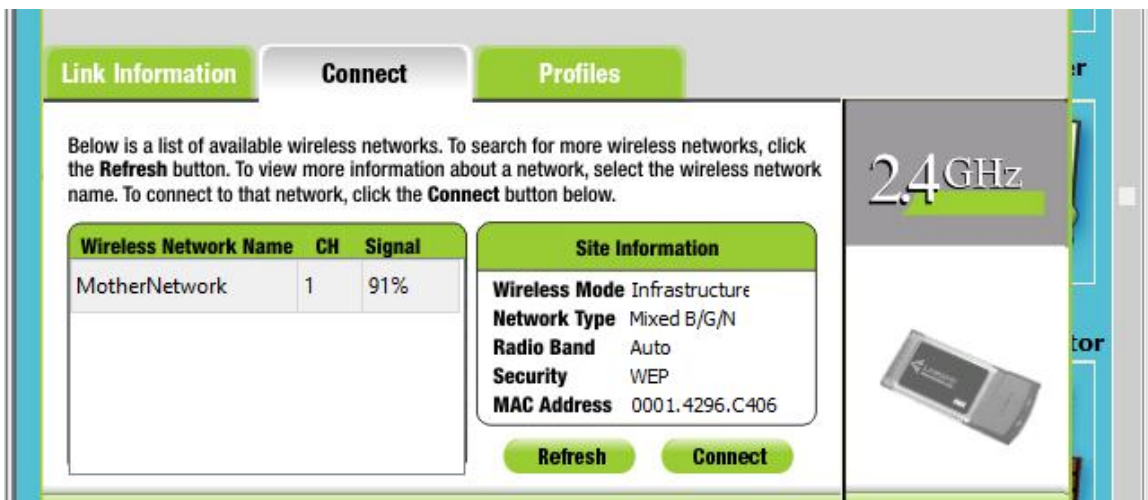 Link Information
Connect
Profiles
Below is a list of available wireless networks. To search for more wireless networks, click
the Refresh button. To view more information about a network, select the wireless network
name. To connect to that network, click the Connect button below.
2.4GHz
Wireless Network Name CH Signal
MotherNetwork 1 91%
Site Information
Wireless Mode Infrastructure
Network Type Mixed B/G/N
Radio Band Auto
Security WEP
MAC Address 0001.4296.C406
Refresh
Connect